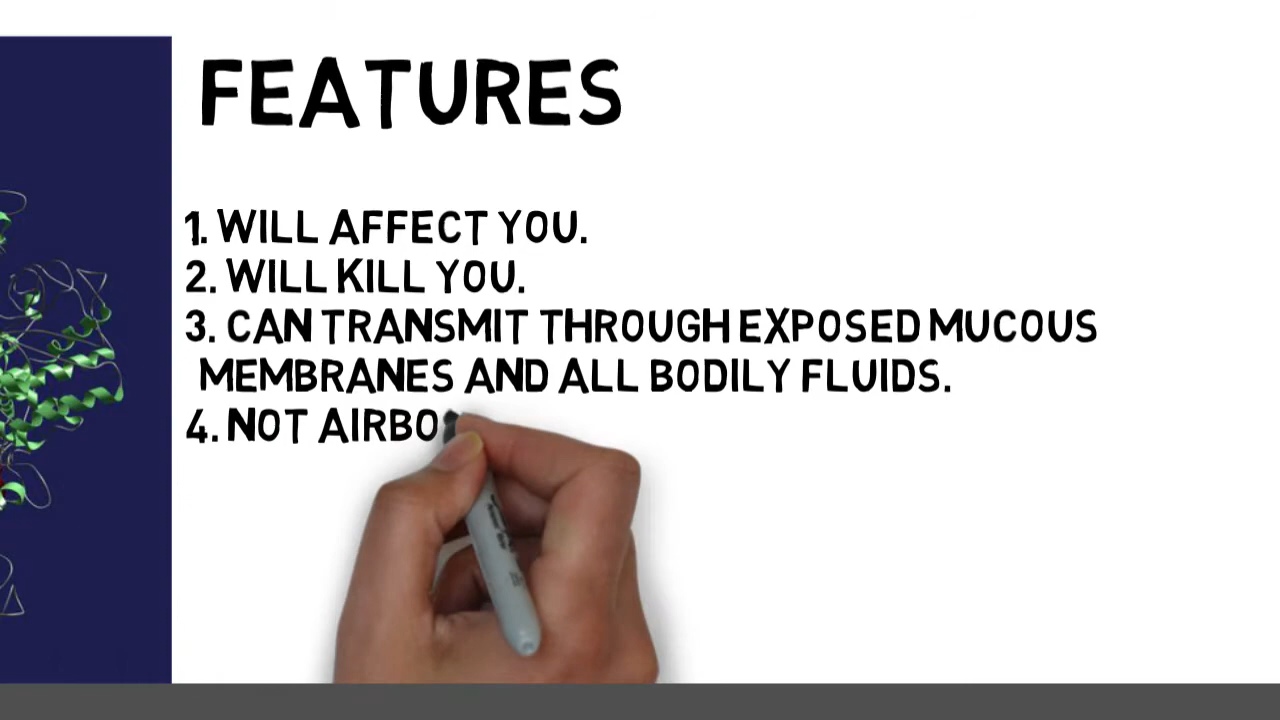 FEATURES
1. WILL AFFECT YOU.
2. WILL KILL YOU.
3. CAN TRANSMIT THROUGH EXPOSED MUCOUS
MEMBRANES AND ALL BODILY FLUIDS.
4. NOT AIRBO